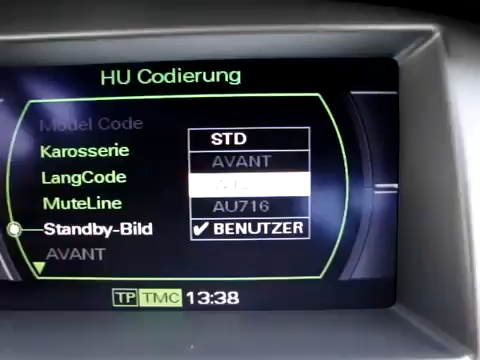 HU Codierung
Model Code
Karosserie
LangCode
MuteLine
Standby-Bild
AVANT
STD
AVANT
AU716
✔ BENUTZER
TP TMC 13:38